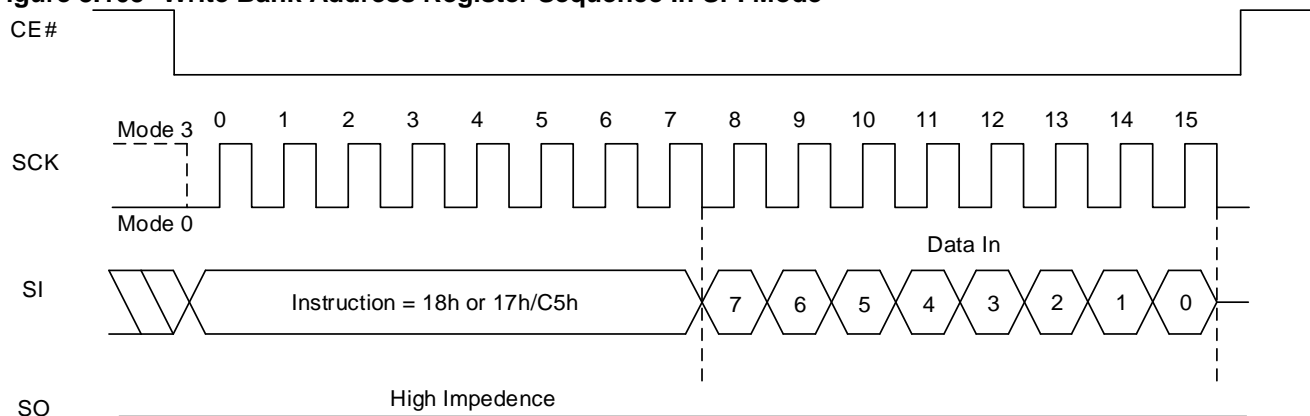 CE#
Mode 3
0 1 2 3 4 5 6 7 8 9 10 11 12 13 14 15
SCK
Mode 0
Data In
SI
Instruction = 18h or 17h/C5h
7 6 5 4 3 2 1 0
High Impedence
SO